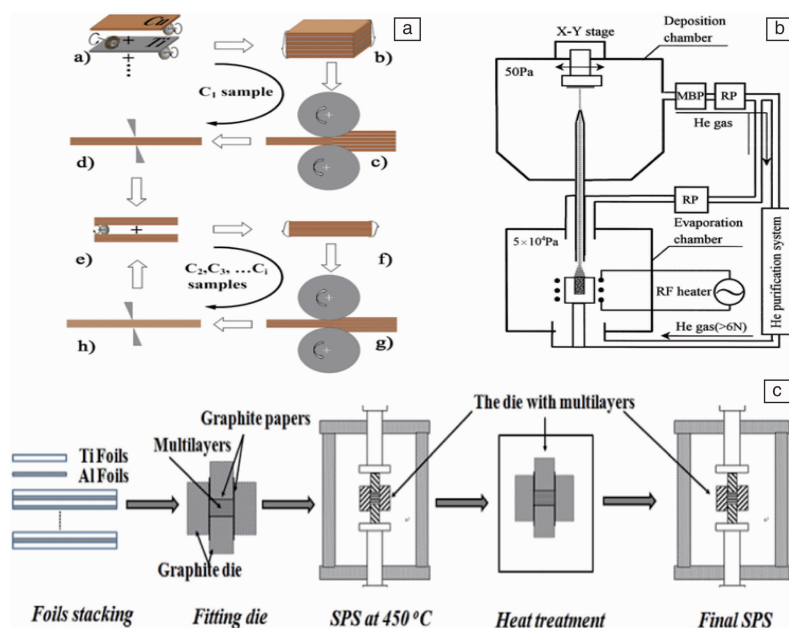 a
Cu
+
Ti
+
a)
b)
C₁ sample
d)
c)
+
e)
f)
C₂,C₃, …Cᵢ
samples
h)
g)
b
X-Y stage
Deposition
chamber
50Pa
MBP
RP
He gas
RP
Evaporation
chamber
5×10⁴Pa
RF heater
He purification system
He gas(>6N)
c
Ti Foils
Al Foils
Graphite papers
Multilayers
Graphite die
The die with multilayers
Foils stacking
Fitting die
SPS at 450 °C
Heat treatment
Final SPS